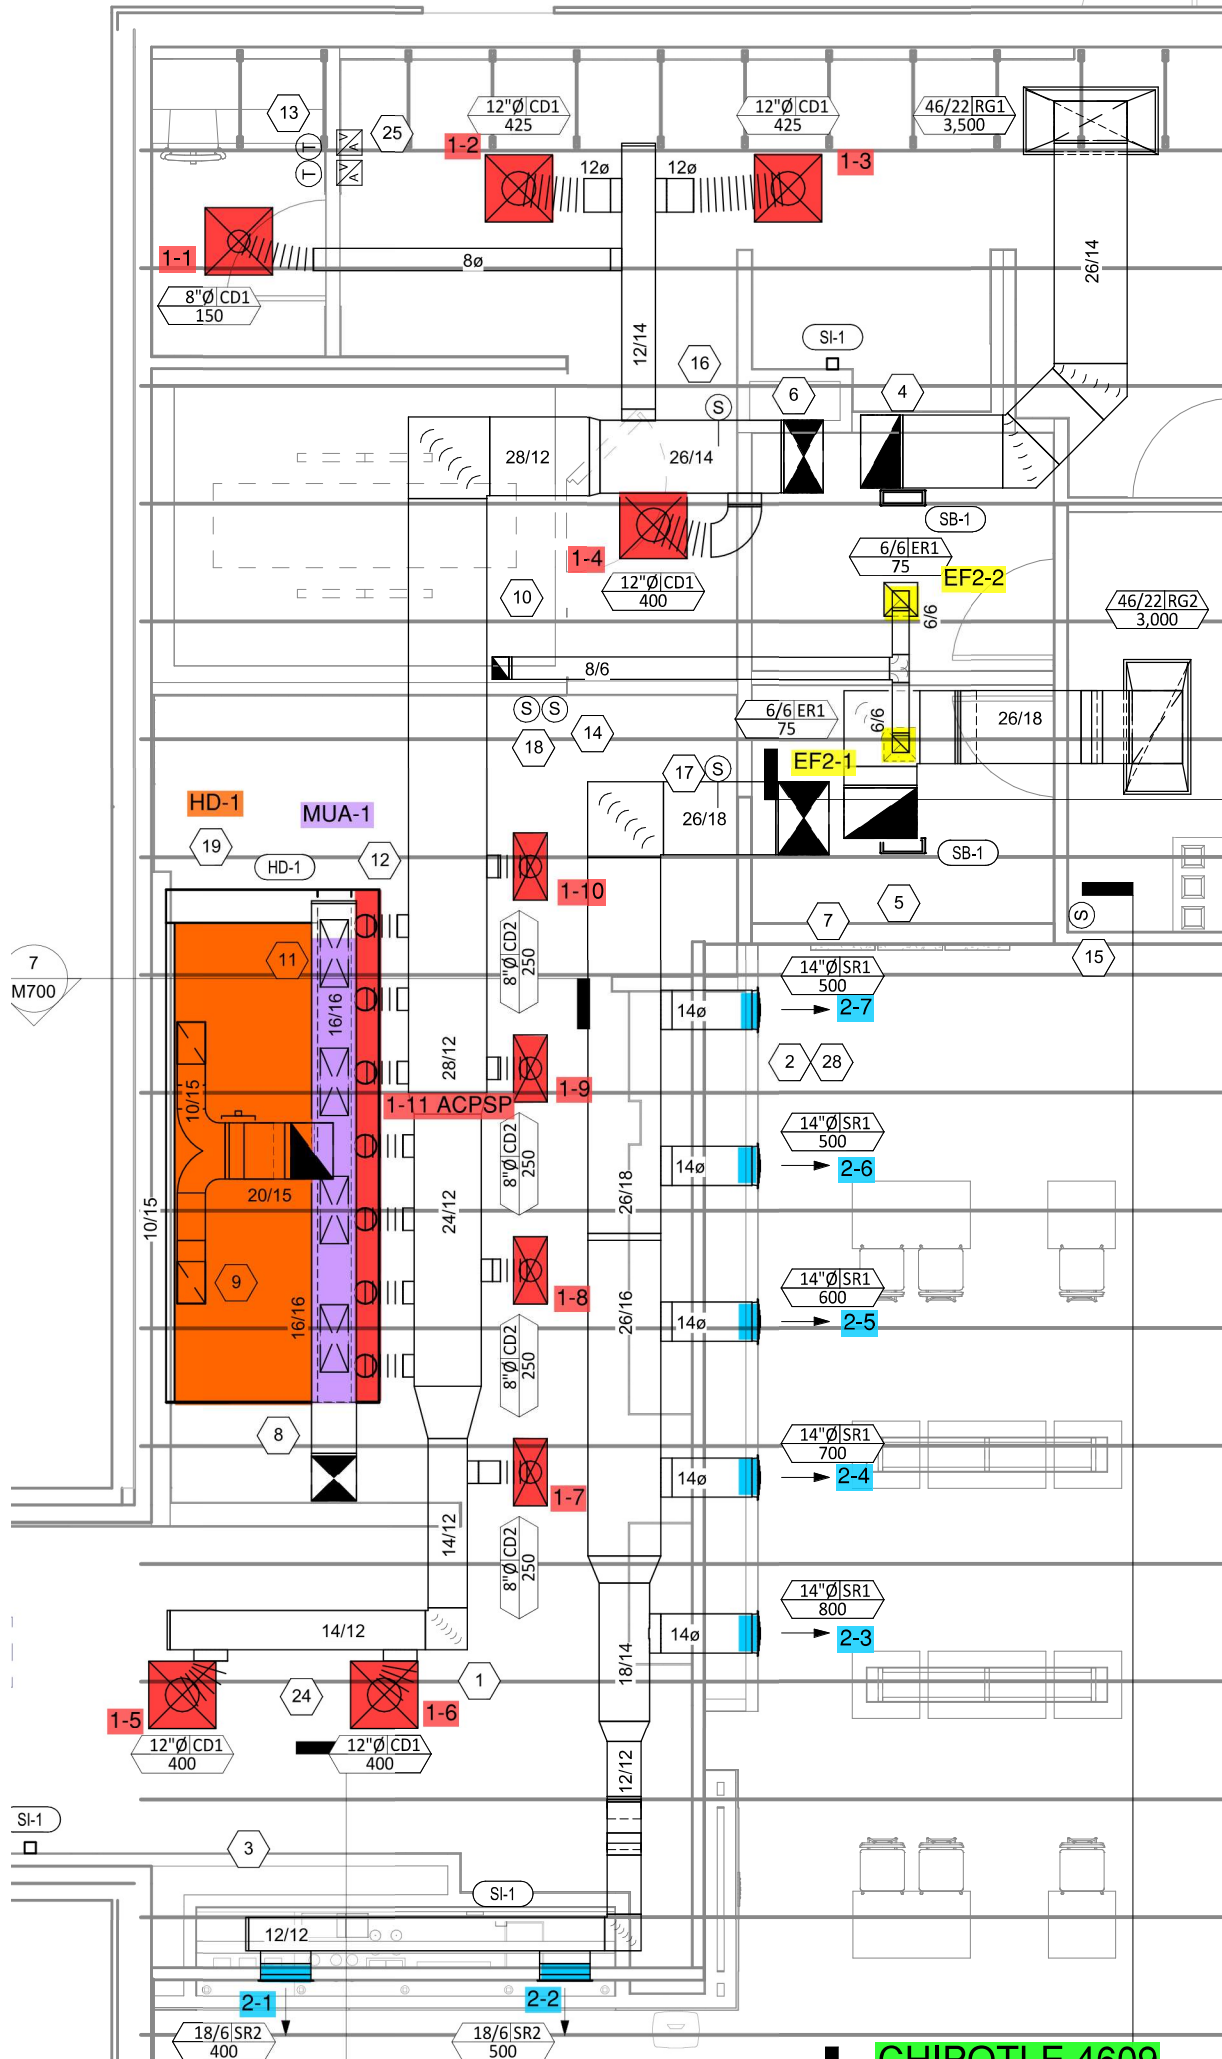 13
25
12"Ø CD1
425
12"Ø CD1
425
46/22 RG1
3,500
T
T
V
A
V
A
1-2
1-3
12ø
12ø
1-1
8ø
8"Ø CD1
150
26/14
12/14
SI-1
16
6
4
S
28/12
26/14
SB-1
1-4
12"Ø CD1
400
10
6/6 ER1
75
EF2-2
6/6
46/22 RG2
3,000
8/6
S
S
18
14
6/6 ER1
75
6/6
26/18
EF2-1
17
S
26/18
HD-1
MUA-1
19
HD-1
12
SB-1
1-10
5
7
S
15
7
M700
11
16/16
8"Ø CD2
250
14"Ø SR1
500
14ø
2-7
28/12
2
28
10/15
1-11 ACPSP
1-9
8"Ø CD2
250
14"Ø SR1
500
14ø
2-6
20/15
10/15
24/12
26/18
9
16/16
1-8
26/16
14"Ø SR1
600
14ø
2-5
8"Ø CD2
250
8
14"Ø SR1
700
14ø
2-4
1-7
14/12
8"Ø CD2
250
14/12
14"Ø SR1
800
14ø
2-3
18/14
1
24
1-5
1-6
12"Ø CD1
400
12"Ø CD1
400
12/12
SI-1
3
SI-1
12/12
2-1
2-2
18/6 SR2
400
18/6 SR2
500
CHIPOTLE 4609